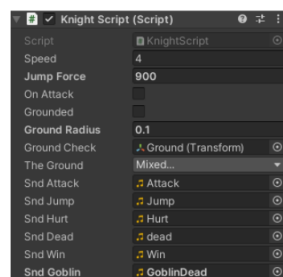 # Knight Script (Script)
Script KnightScript
Speed 4
Jump Force 900
On Attack
Grounded
Ground Radius 0.1
Ground Check Ground (Transform)
The Ground Mixed...
Snd Attack Attack
Snd Jump Jump
Snd Hurt Hurt
Snd Dead dead
Snd Win Win
Snd Goblin GoblinDead